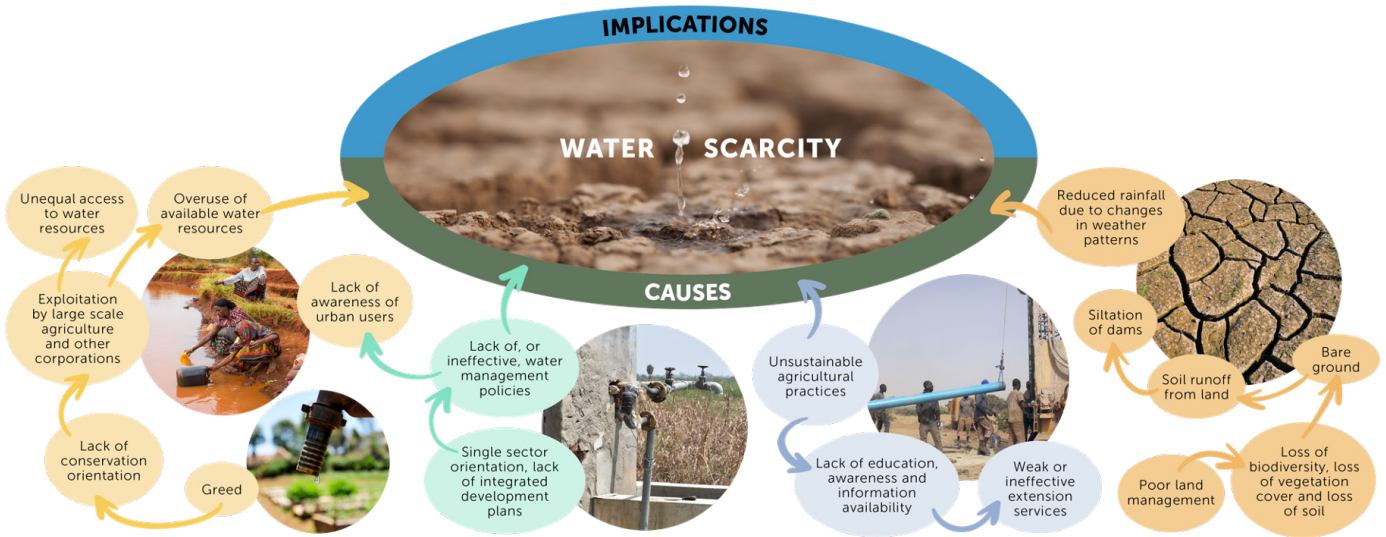 IMPLICATIONS
WATER SCARCITY
CAUSES
Unequal access
to water
resources
Overuse of
available water
resources
Exploitation
by large scale
agriculture
and other
corporations
Lack of
conservation
orientation
Greed
Lack of
awareness of
urban users
Lack of, or
ineffective, water
management
policies
Single sector
orientation, lack
of integrated
development
plans
Unsustainable
agricultural
practices
Lack of education,
awareness and
information
availability
Weak or
ineffective
extension
services
Reduced rainfall
due to changes
in weather
patterns
Siltation
of dams
Soil runoff
from land
Bare
ground
Poor land
management
Loss of
biodiversity, loss
of vegetation
cover and loss
of soil